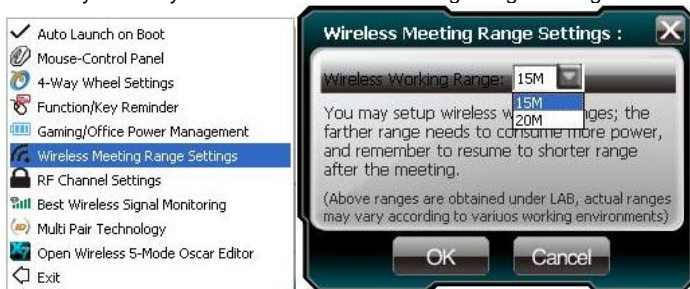 Auto Launch on Boot
Mouse-Control Panel
4-Way Wheel Settings
Function/Key Reminder
Gaming/Office Power Management
Wireless Meeting Range Settings
RF Channel Settings
Best Wireless Signal Monitoring
Multi Pair Technology
Open Wireless 5-Mode Oscar Editor
Exit
Wireless Meeting Range Settings :
Wireless Working Range: 15M
15M
20M
You may setup wireless w nges; the
farther range needs to consume more power,
and remember to resume to shorter range
after the meeting.
(Above ranges are obtained under LAB, actual ranges
may vary according to variuos working environments)
OK Cancel